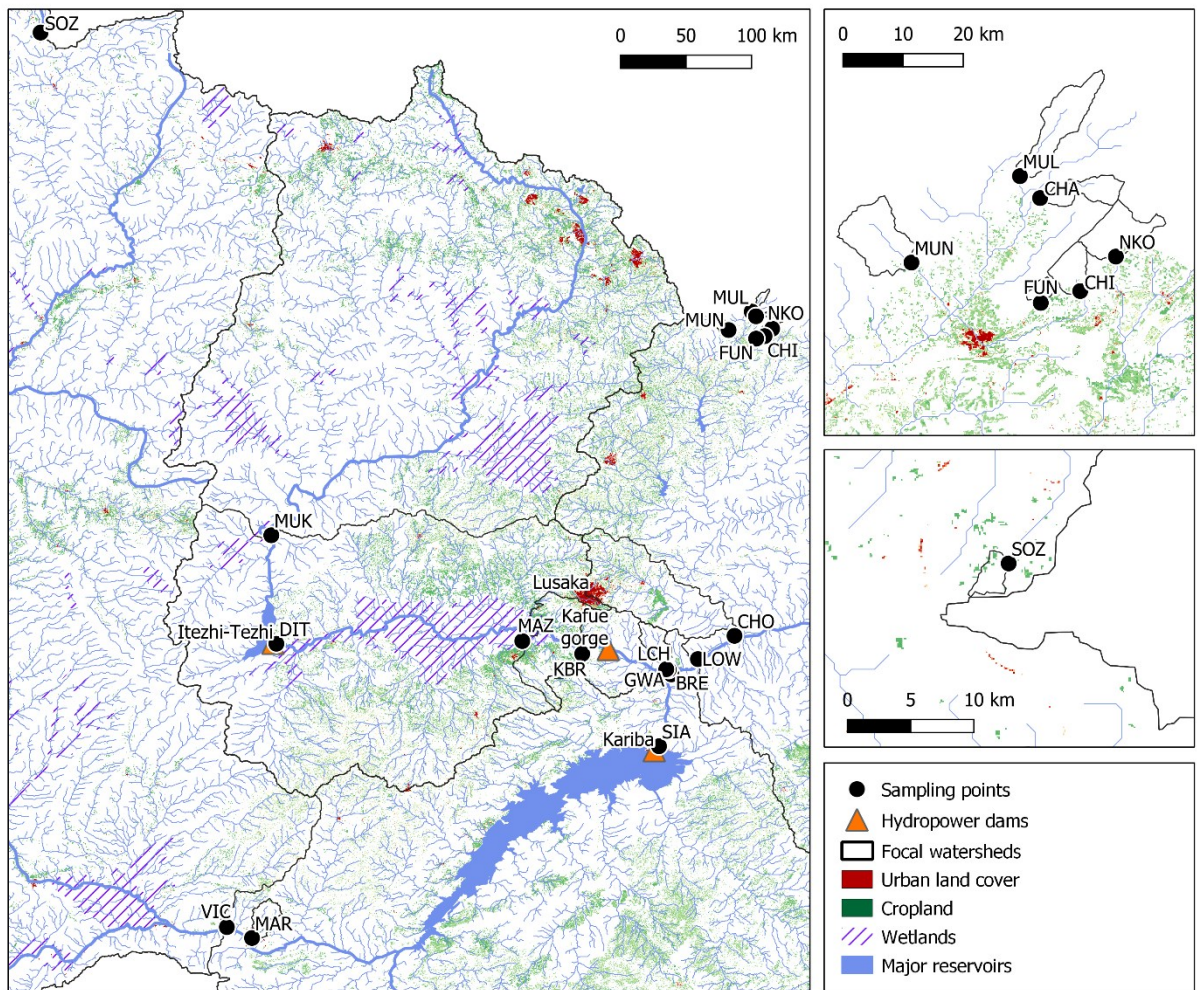 SOZ
0 50 100 km
MUL
NKO
MUN
FUN
CHI
MUK
Lusaka
Itezhi-Tezhi
DIT
MAZ
Kafue
gorge
KBR
CHO
LCH
LOW
GWA
BRE
Kariba
SIA
VIC
MAR
0 10 20 km
MUL
CHA
MUN
NKO
FUN
CHI
SOZ
0 5 10 km
Sampling points
Hydropower dams
Focal watersheds
Urban land cover
Cropland
Wetlands
Major reservoirs